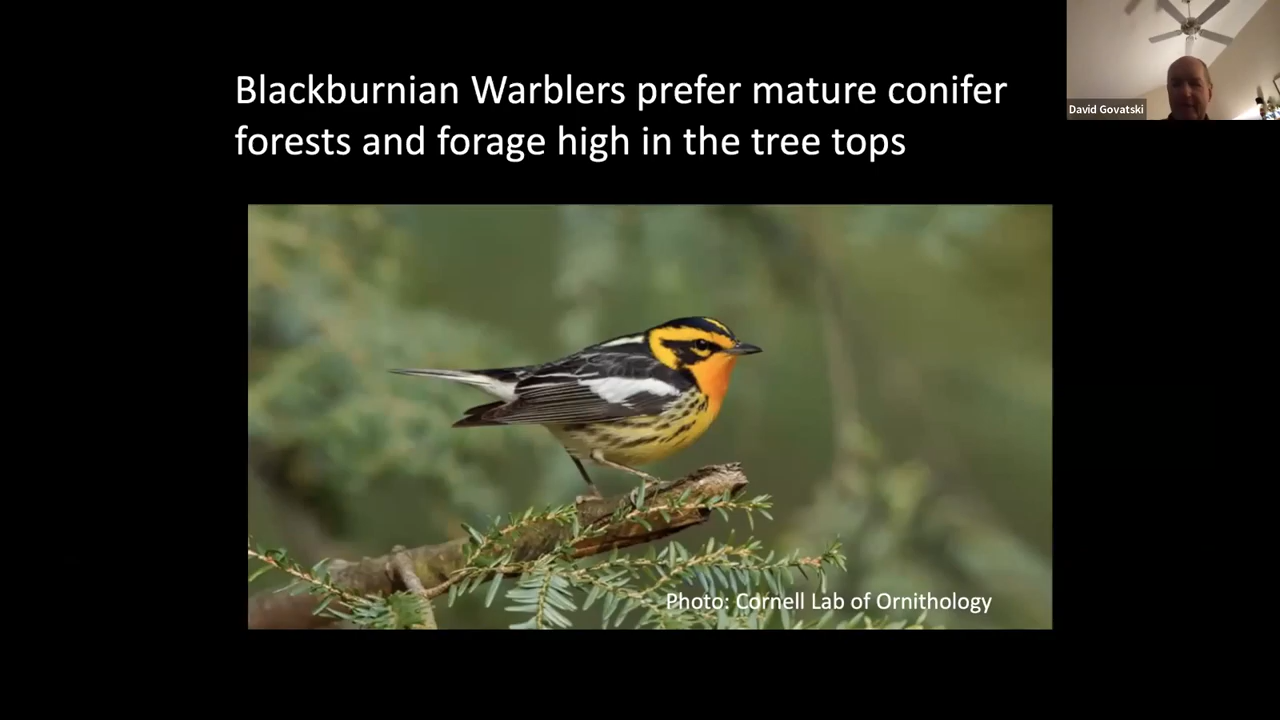 Blackburnian Warblers prefer mature conifer
forests and forage high in the tree tops
David Govatski
Photo: Cornell Lab of Ornithology